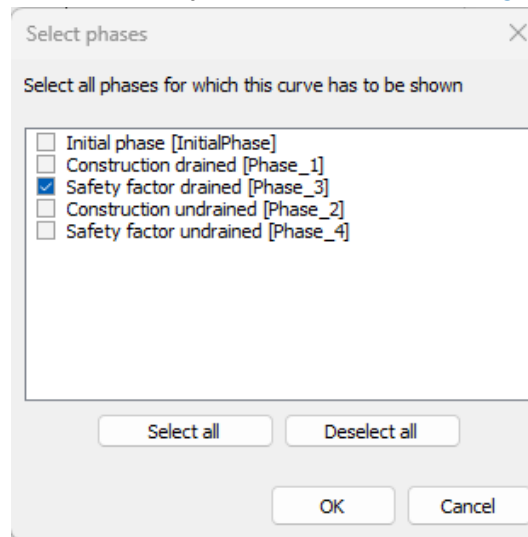 Select phases
Select all phases for which this curve has to be shown
Initial phase [InitialPhase]
Construction drained [Phase_1]
Safety factor drained [Phase_3]
Construction undrained [Phase_2]
Safety factor undrained [Phase_4]
Select all
Deselect all
OK
Cancel